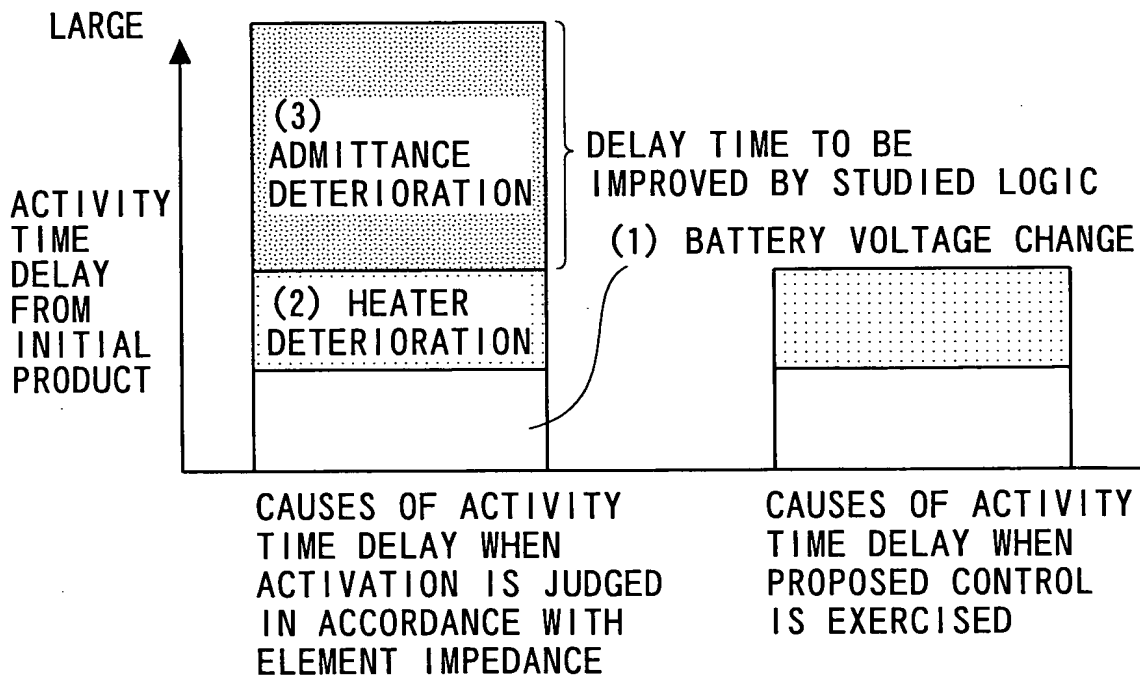 LARGE
ACTIVITY
TIME
DELAY
FROM
INITIAL
PRODUCT
(3)
ADMITTANCE
DETERIORATION
(2) HEATER
DETERIORATION
DELAY TIME TO BE
IMPROVED BY STUDIED LOGIC
(1) BATTERY VOLTAGE CHANGE
CAUSES OF ACTIVITY
TIME DELAY WHEN
ACTIVATION IS JUDGED
IN ACCORDANCE WITH
ELEMENT IMPEDANCE
CAUSES OF ACTIVITY
TIME DELAY WHEN
PROPOSED CONTROL
IS EXERCISED